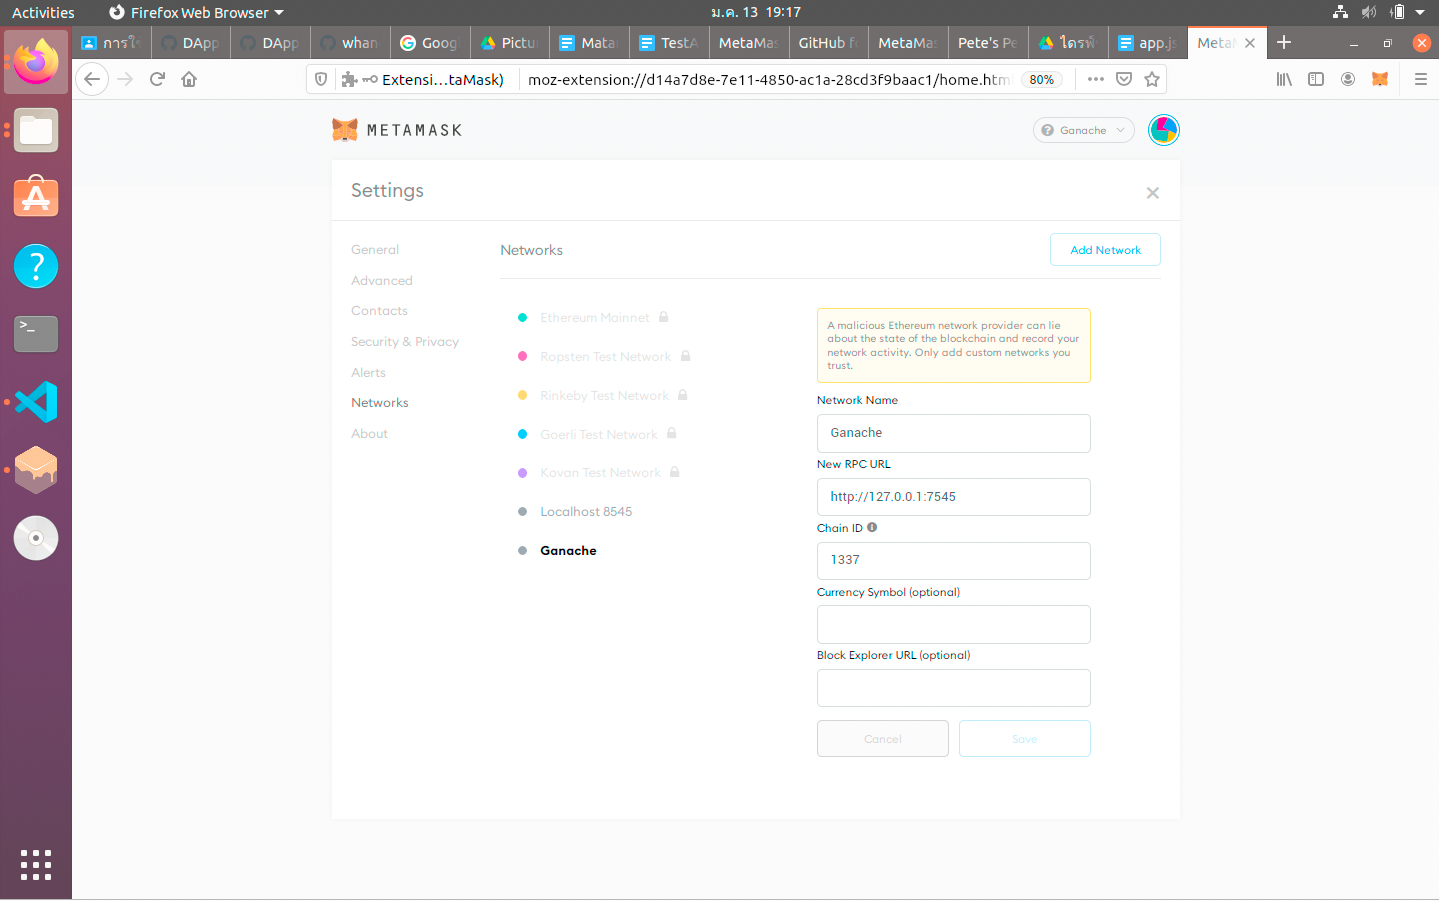 Activities
Firefox Web Browser
ม.ค. 13 19:17
การใช้
DApp
DApp
whan
Goog
Pictu
Mata
TestA
MetaMas
GitHub f
MetaMas
Pete's Pe
ไดรฟ์
app.js
MetaM
Extensi...taMask)
moz-extension://d14a7d8e-7e11-4850-ac1a-28cd3f9baac1/home.htm
80%
METAMASK
Ganache
Settings
General
Advanced
Contacts
Security & Privacy
Alerts
Networks
About
Networks
Add Network
Ethereum Mainnet
Ropsten Test Network
Rinkeby Test Network
Goerli Test Network
Kovan Test Network
Localhost 8545
Ganache
A malicious Ethereum network provider can lie
about the state of the blockchain and record your
network activity. Only add custom networks you
trust.
Network Name
Ganache
New RPC URL
http://127.0.0.1:7545
Chain ID
1337
Currency Symbol (optional)
Block Explorer URL (optional)
Cancel
Save